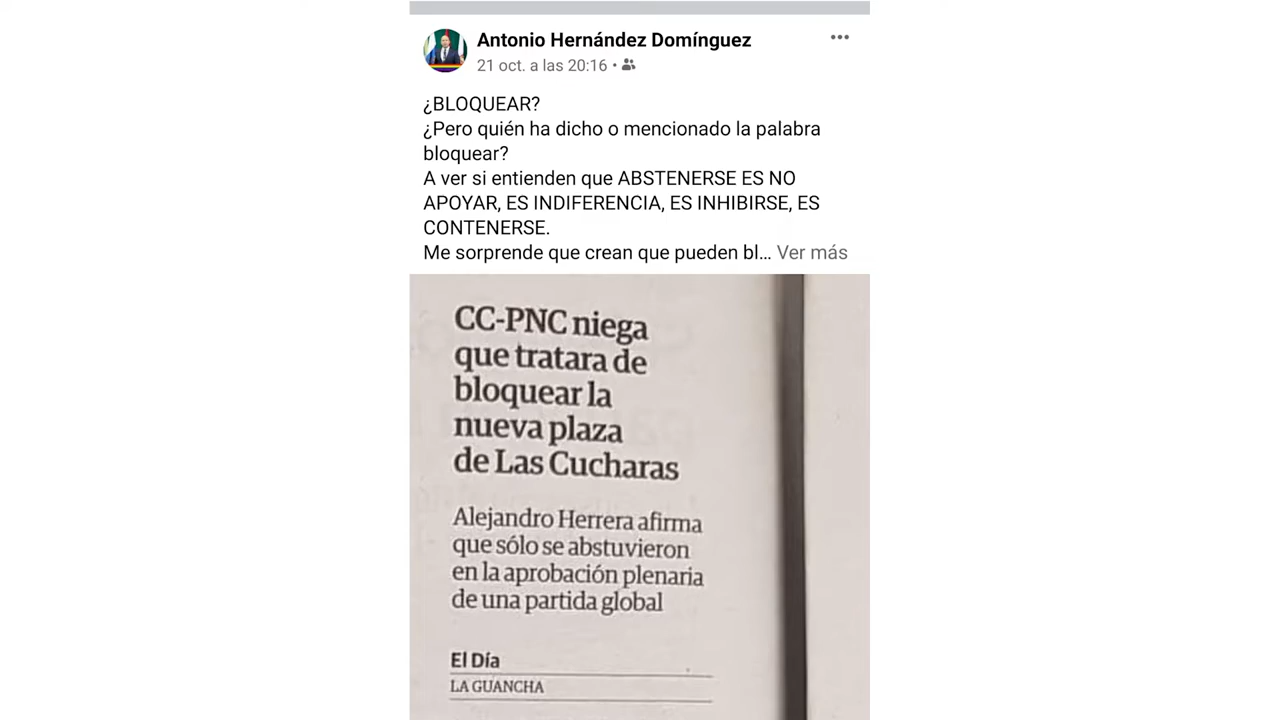 Antonio Hernández Domínguez
21 oct. a las 20:16 •
¿BLOQUEAR?
¿Pero quién ha dicho o mencionado la palabra
bloquear?
A ver si entienden que ABSTENERSE ES NO
APOYAR, ES INDIFERENCIA, ES INHIBIRSE, ES
CONTENERSE.
Me sorprende que crean que pueden bl... Ver más
CC-PNC niega
que tratara de
bloquear la
nueva plaza
de Las Cucharas
Alejandro Herrera afirma
que sólo se abstuvieron
en la aprobación plenaria
de una partida global
El Día
LA GUANCHA